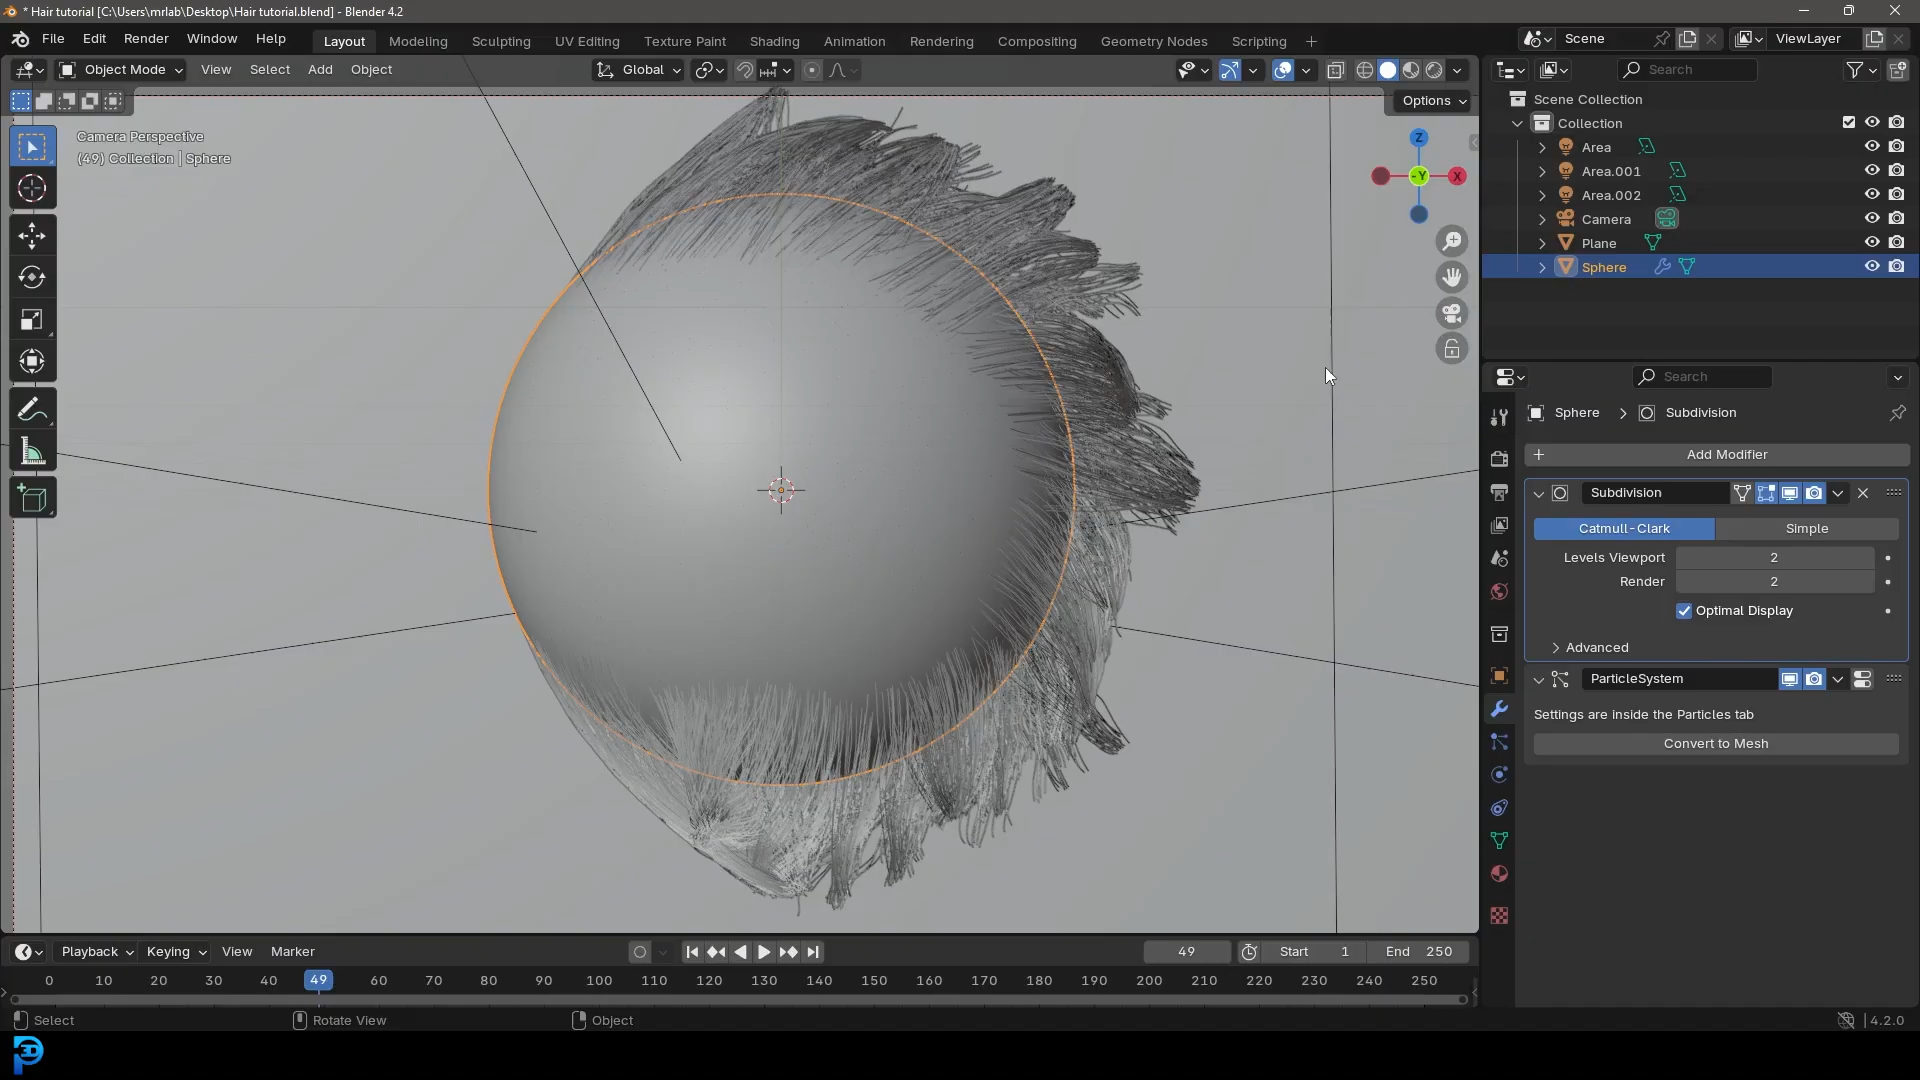 * Hair tutorial [C:\Users\mrlab\Desktop\Hair tutorial.blend] - Blender 4.2
File Edit Render Window Help Layout Modeling Sculpting UV Editing Texture Paint Shading Animation Rendering Compositing Geometry Nodes Scripting + Scene ViewLayer
Object Mode View Select Add Object Global Search
Options
Camera Perspective
(49) Collection | Sphere
Z
-Y
X
Scene Collection
Collection
Area
Area.001
Area.002
Camera
Plane
Sphere
Search
Sphere > Subdivision
+ Add Modifier
Subdivision
Catmull-Clark Simple
Levels Viewport 2
Render 2
Optimal Display
Advanced
ParticleSystem
Settings are inside the Particles tab
Convert to Mesh
Playback Keying View Marker 49 Start 1 End 250
0 10 20 30 40 49 60 70 80 90 100 110 120 130 140 150 160 170 180 190 200 210 220 230 240 250
Select Rotate View Object 4.2.0